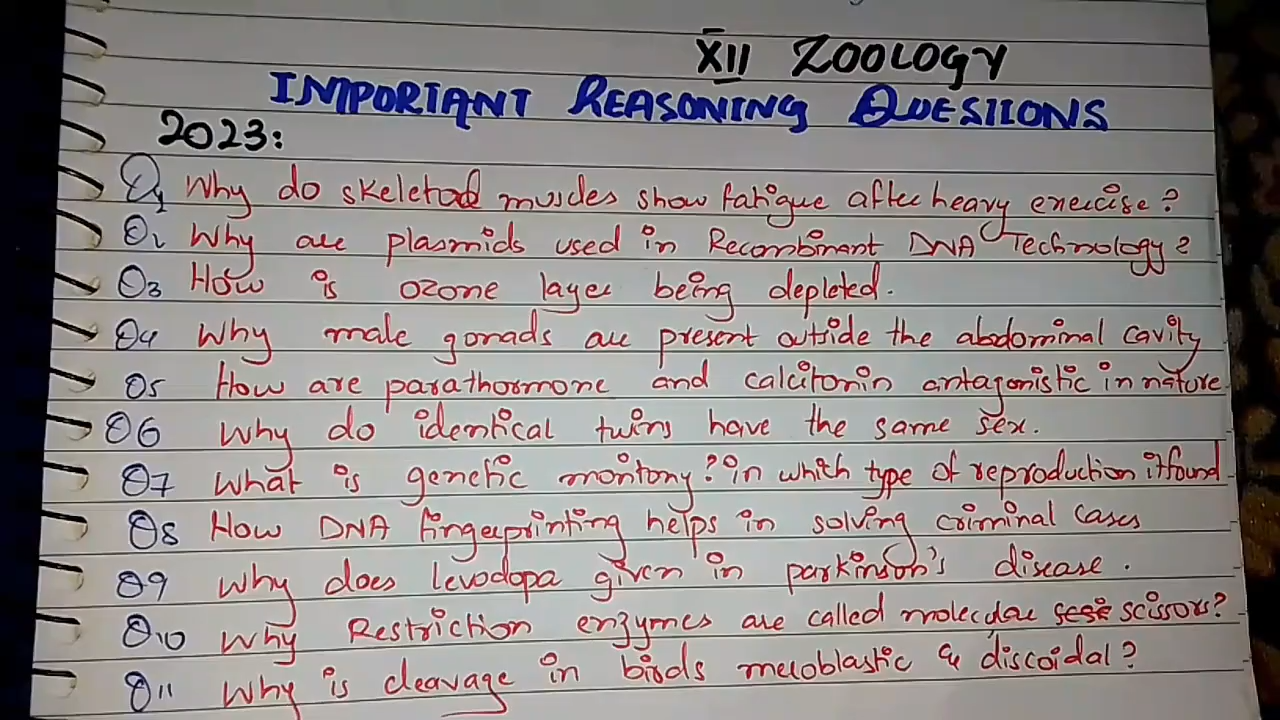 XII ZOOLOGY
IMPORTANT REASONING QUESTIONS
2023:
Q1 Why do skeletad muscles show fatigue after heavy exercise?
Q2 Why are plasmids used in Recombinant DNA Technology?
Q3 How is ozone layer being depleted.
Q4 Why male gonads are present outside the abdominal cavity
Q5 How are parathormone and calcitonin antagonistic in nature
Q6 Why do identical twins have the same sex.
Q7 What is genetic montony? in which type of reproduction it found
Q8 How DNA fingerprinting helps in solving criminal cases
Q9 Why does levodopa given in parkinson's disease.
Q10 Why Restriction enzymes are called molecular scissors?
Q11 Why is cleavage in birds meroblastic & discoidal?